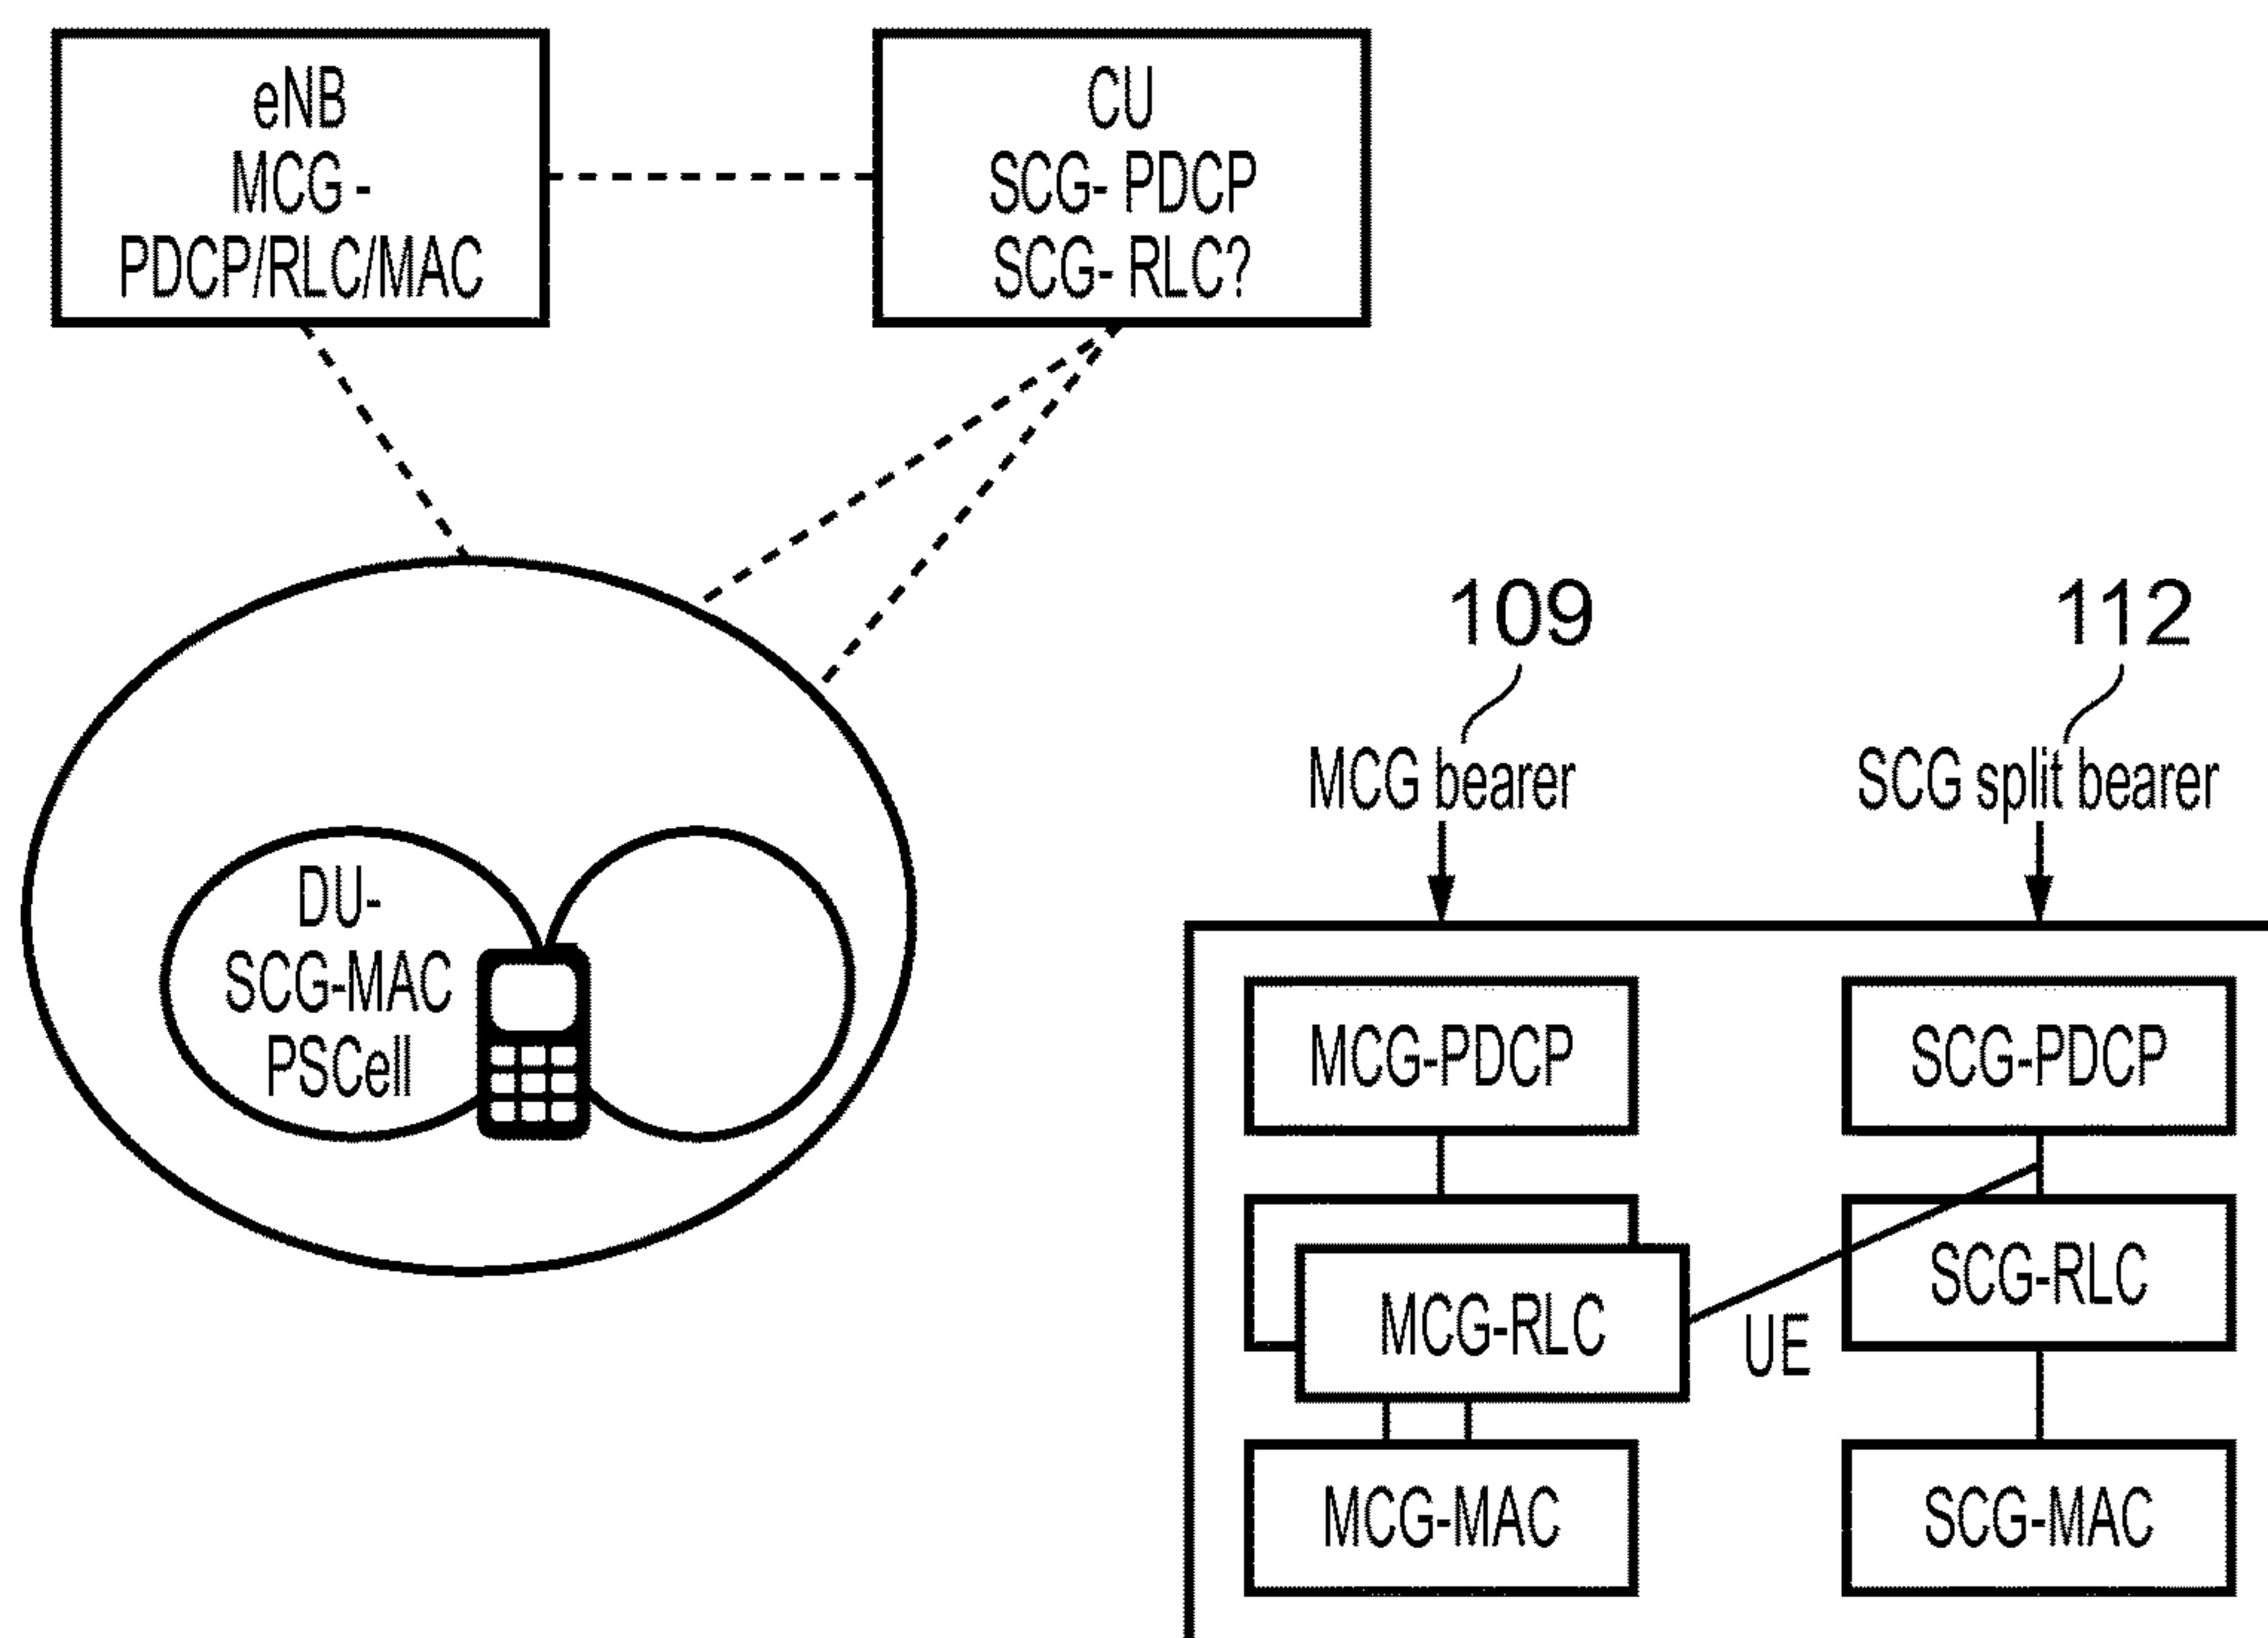 eNB
MCG -
PDCP/RLC/MAC
CU
SCG- PDCP
SCG- RLC?
DU-
SCG-MAC
PSCell
109
112
MCG bearer
SCG split bearer
MCG-PDCP
SCG-PDCP
MCG-RLC
SCG-RLC
UE
MCG-MAC
SCG-MAC